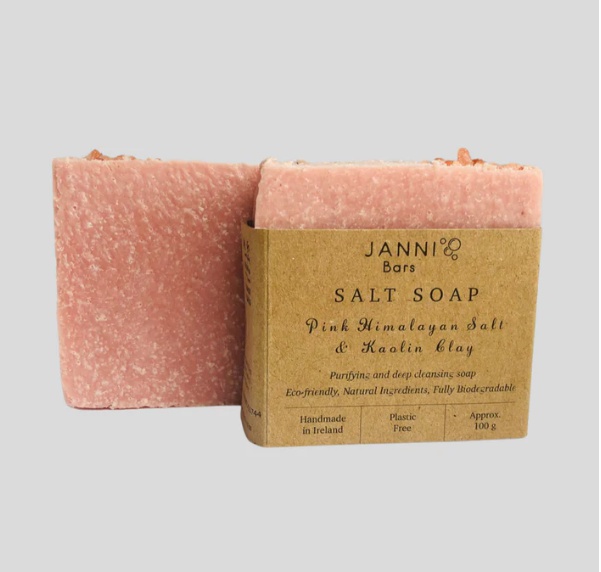 JANNI
Bars
SALT SOAP
Pink Himalayan Salt
& Kaolin Clay
Purifying and deep cleansing soap
Eco-friendly, Natural Ingredients, Fully Biodegradable
Handmade
in Ireland
Plastic
Free
Approx.
100 g